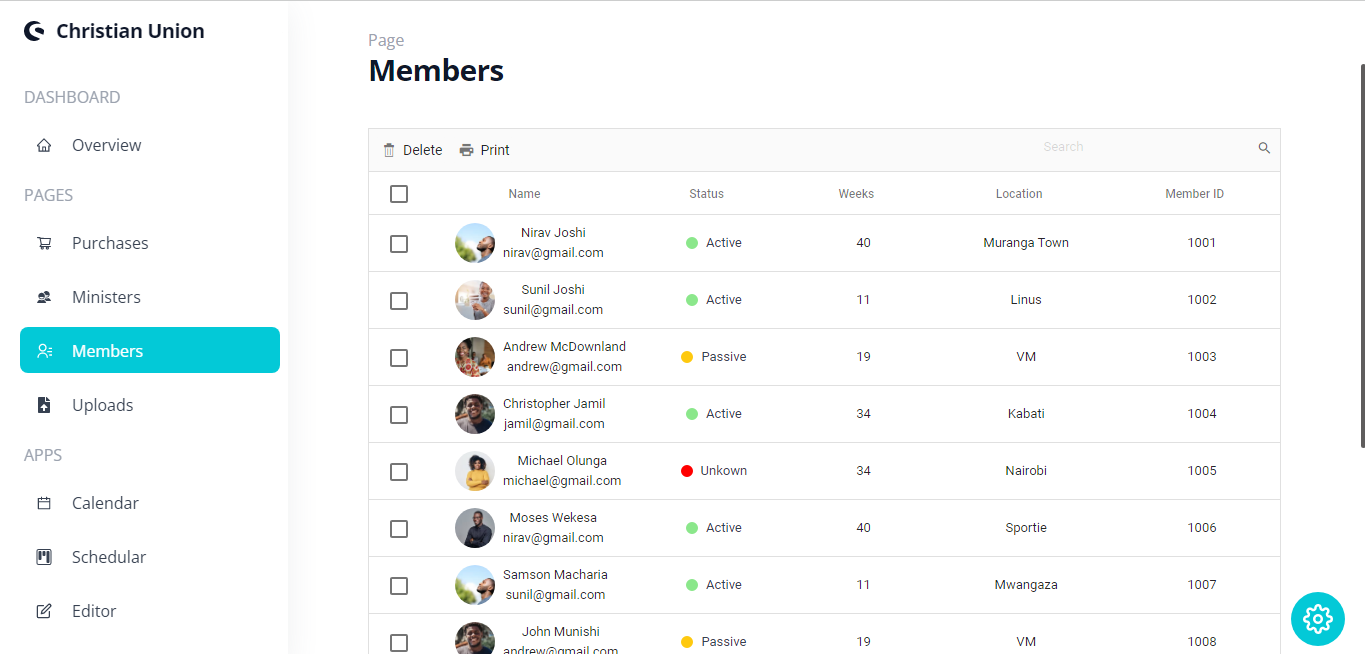 Christian Union
DASHBOARD
Overview
PAGES
Purchases
Ministers
Members
Uploads
APPS
Calendar
Schedular
Editor
Page
Members
Delete Print Search
Name Status Weeks Location Member ID
Nirav Joshi
nirav@gmail.com
Active 40 Muranga Town 1001
Sunil Joshi
sunil@gmail.com
Active 11 Linus 1002
Andrew McDownland
andrew@gmail.com
Passive 19 VM 1003
Christopher Jamil
jamil@gmail.com
Active 34 Kabati 1004
Michael Olunga
michael@gmail.com
Unkown 34 Nairobi 1005
Moses Wekesa
nirav@gmail.com
Active 40 Sportie 1006
Samson Macharia
sunil@gmail.com
Active 11 Mwangaza 1007
John Munishi
andrew@gmail.com
Passive 19 VM 1008